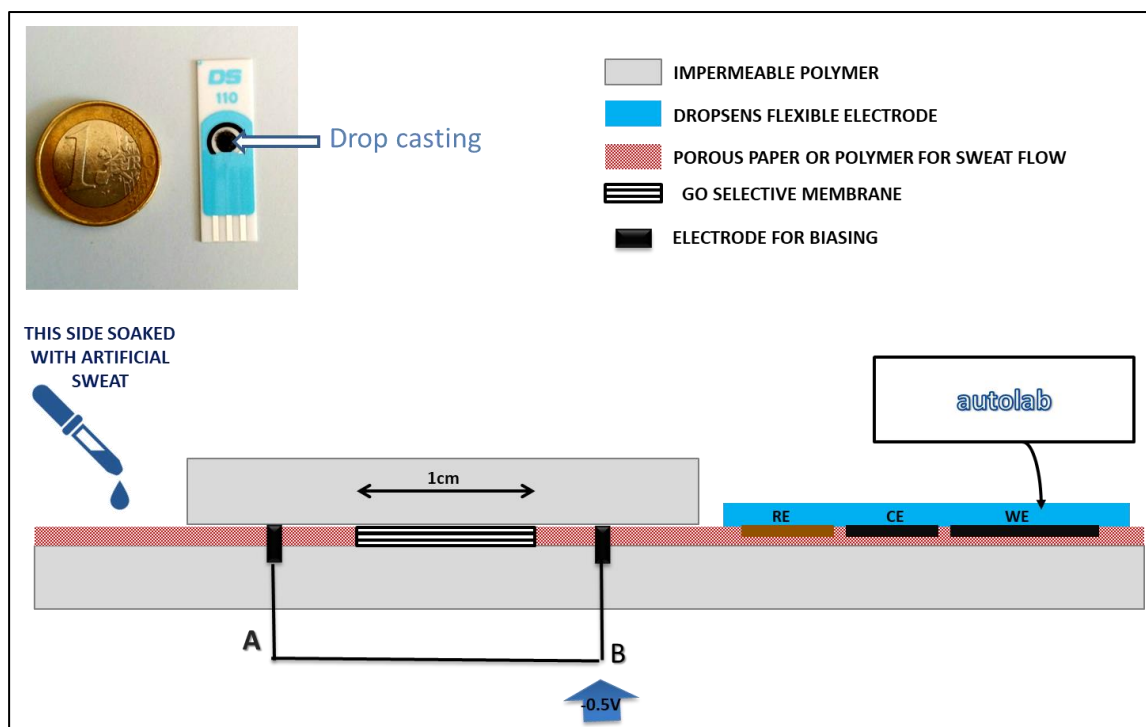 DS
110
Drop casting
IMPERMEABLE POLYMER
DROPSENS FLEXIBLE ELECTRODE
POROUS PAPER OR POLYMER FOR SWEAT FLOW
GO SELECTIVE MEMBRANE
ELECTRODE FOR BIASING
THIS SIDE SOAKED
WITH ARTIFICIAL
SWEAT
autolab
1cm
RE
CE
WE
A
B
-0.5V